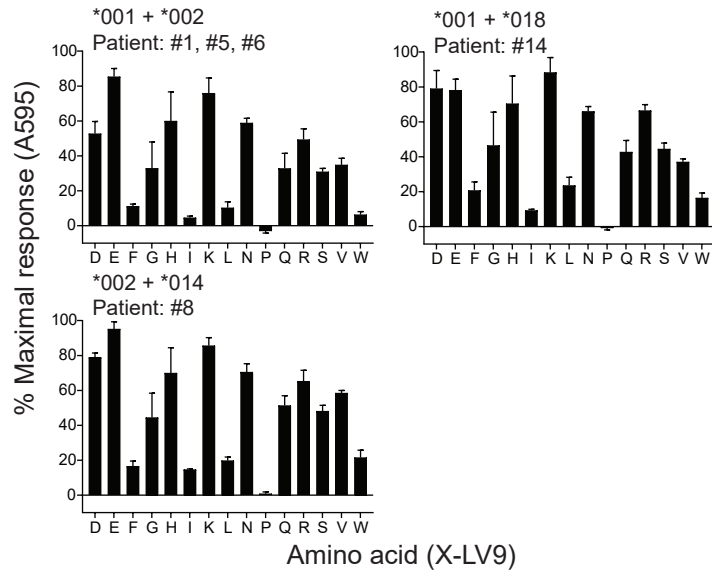 *001 + *002
Patient: #1, #5, #6
100
80
60
40
20
0
D E F G H I K L N P Q R S V W
*001 + *018
Patient: #14
100
80
60
40
20
0
D E F G H I K L N P Q R S V W
*002 + *014
Patient: #8
100
80
60
40
20
0
D E F G H I K L N P Q R S V W
% Maximal response (A595)
Amino acid (X-LV9)